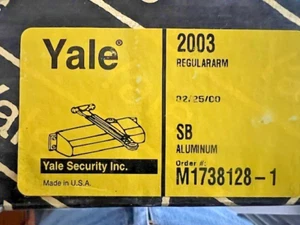 Yale®
2003
REGULARARM
02/25/00
SB
ALUMINUM
Order #:
M1738128-1
Yale Security Inc.
Made in U.S.A.